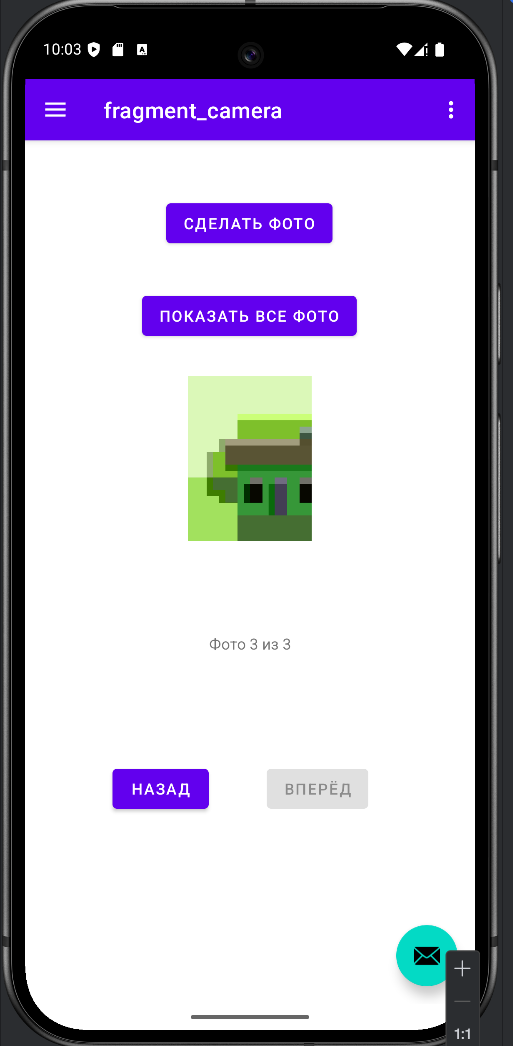 10:03
fragment_camera
СДЕЛАТЬ ФОТО
ПОКАЗАТЬ ВСЕ ФОТО
Фото 3 из 3
НАЗАД
ВПЕРЁД
1:1